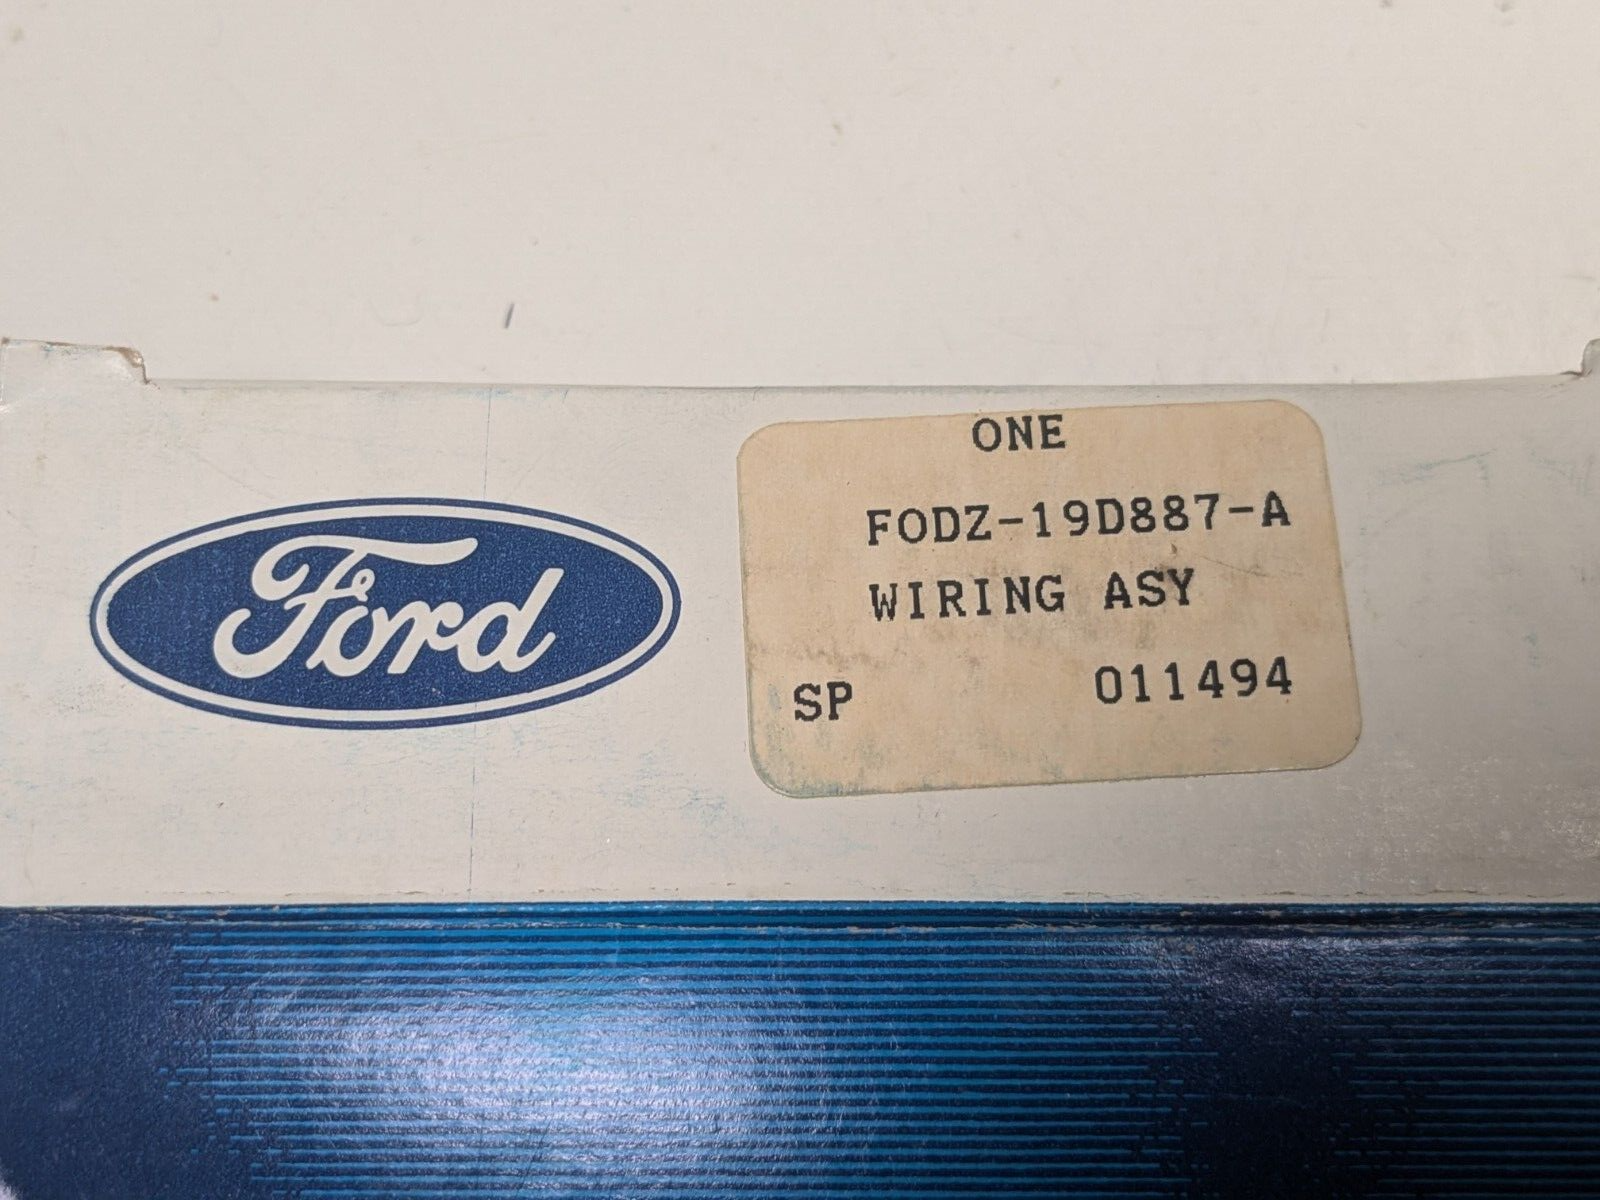 Ford
ONE
FODZ-19D887-A
WIRING ASY
SP 011494